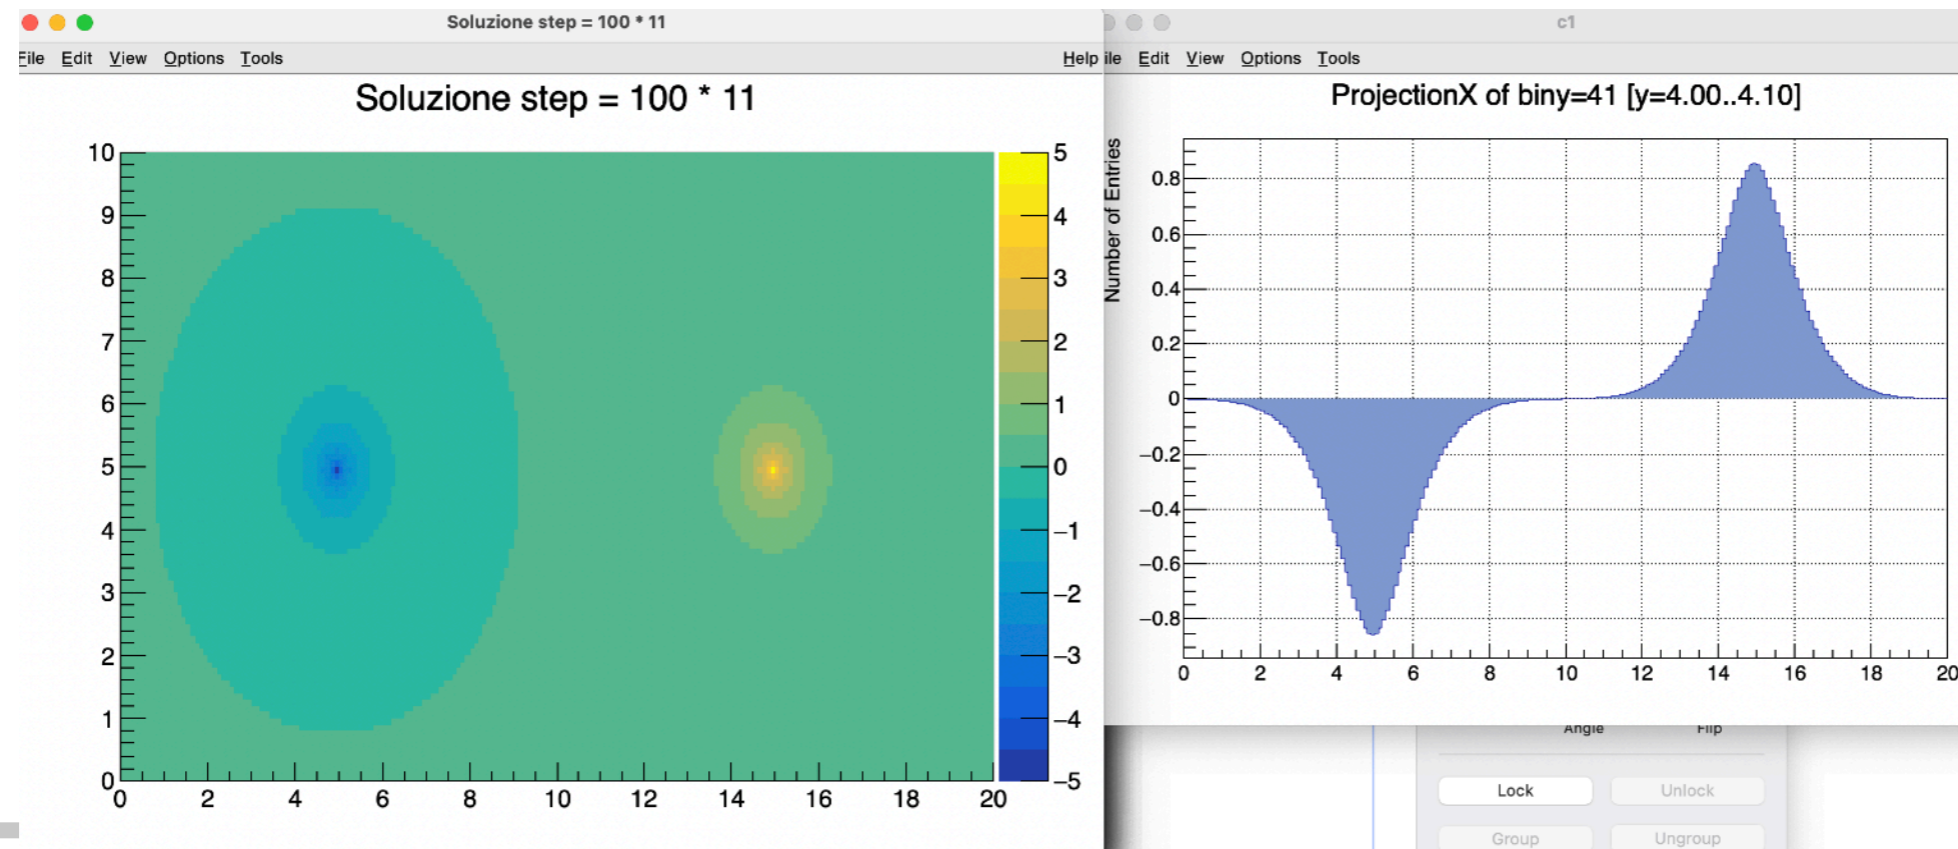 Soluzione step = 100 * 11
File Edit View Options Tools Help
Soluzione step = 100 * 11
10
9
8
7
6
5
4
3
2
1
0
0 2 4 6 8 10 12 14 16 18 20
5
4
3
2
1
0
−1
−2
−3
−4
−5
c1
ile Edit View Options Tools
ProjectionX of biny=41 [y=4.00..4.10]
Number of Entries
0.8
0.6
0.4
0.2
0
−0.2
−0.4
−0.6
−0.8
0 2 4 6 8 10 12 14 16 18 20
Angle Flip
Lock Unlock
Group Ungroup